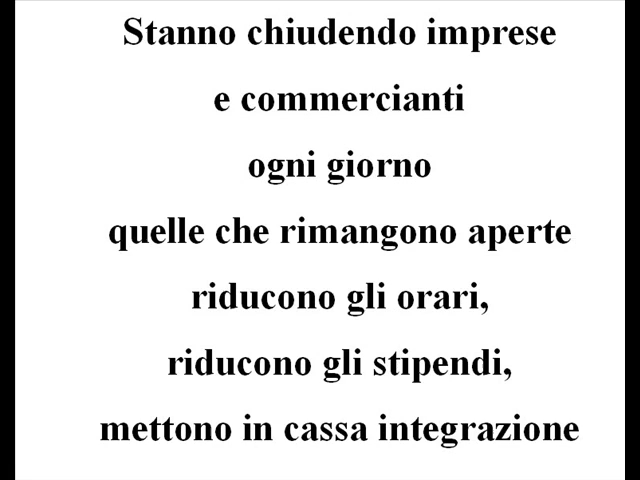 Stanno chiudendo imprese
e commercianti
ogni giorno
quelle che rimangono aperte
riducono gli orari,
riducono gli stipendi,
mettono in cassa integrazione